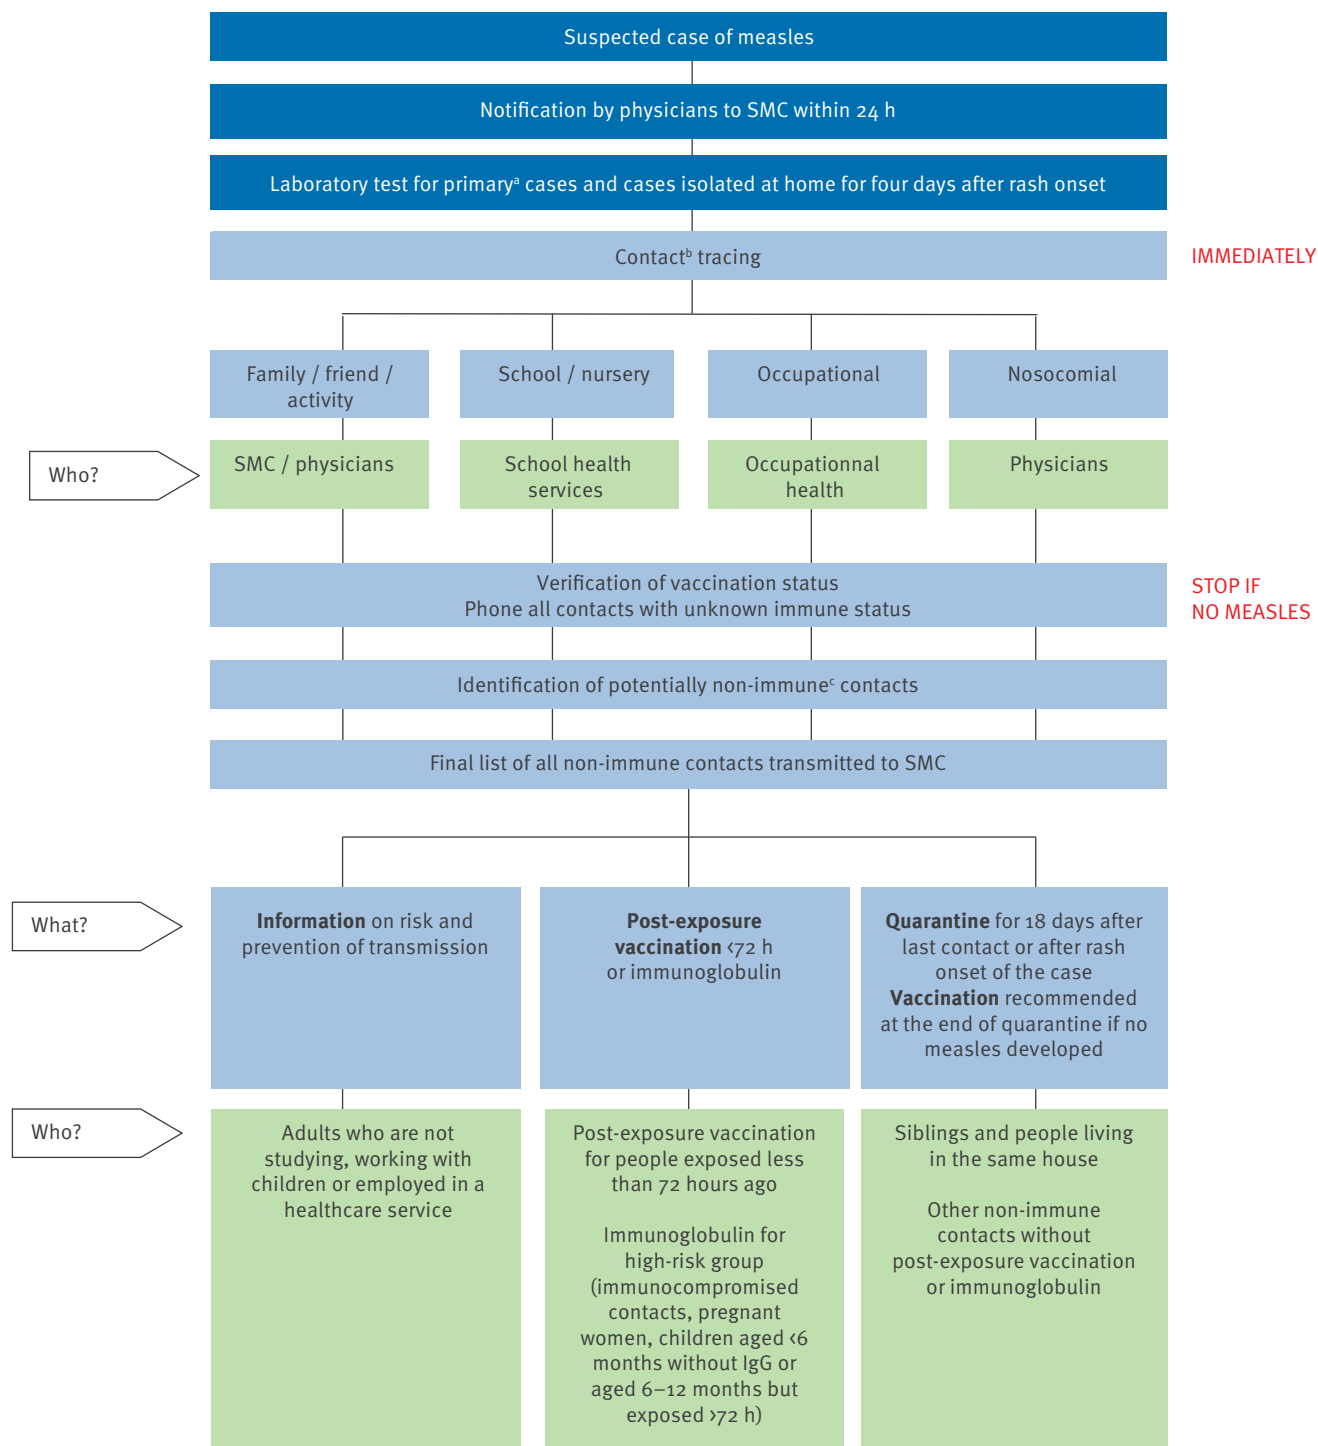 Suspected case of measles
Notification by physicians to SMC within 24 h
Laboratory test for primaryᵃ cases and cases isolated at home for four days after rash onset
Contactᵇ tracing
IMMEDIATELY
Family / friend /
activity
School / nursery
Occupational
Nosocomial
Who?
SMC / physicians
School health
services
Occupationnal
health
Physicians
Verification of vaccination status
Phone all contacts with unknown immune status
STOP IF
NO MEASLES
Identification of potentially non-immuneᶜ contacts
Final list of all non-immune contacts transmitted to SMC
What?
Information on risk and
prevention of transmission
Post-exposure
vaccination <72 h
or immunoglobulin
Quarantine for 18 days after
last contact or after rash
onset of the case
Vaccination recommended
at the end of quarantine if no
measles developed
Who?
Adults who are not
studying, working with
children or employed in a
healthcare service
Post-exposure vaccination
for people exposed less
than 72 hours ago
Immunoglobulin for
high-risk group
(immunocompromised
contacts, pregnant
women, children aged <6
months without IgG or
aged 6–12 months but
exposed >72 h)
Siblings and people living
in the same house
Other non-immune
contacts without
post-exposure vaccination
or immunoglobulin